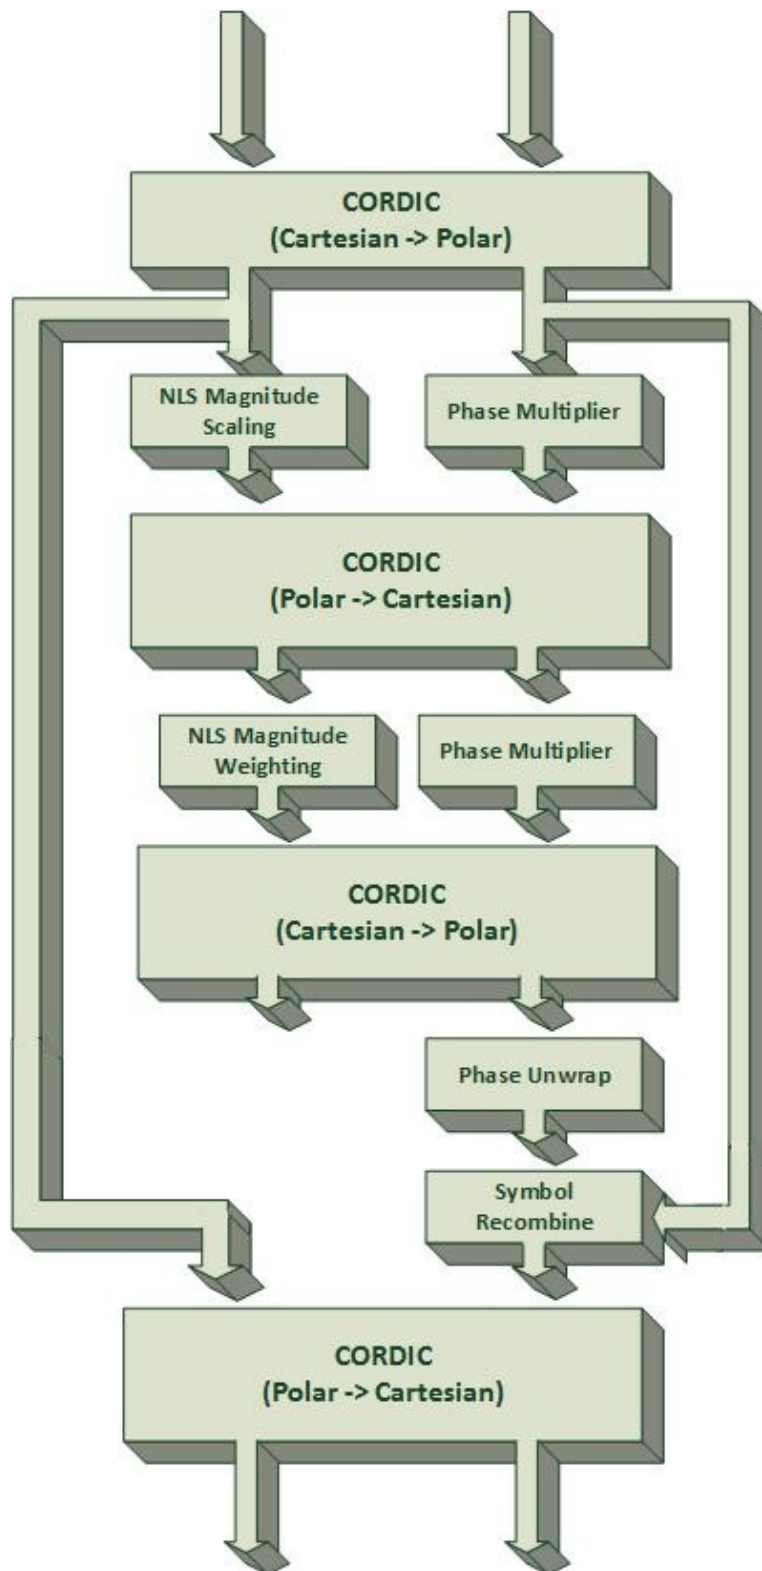 CORDIC
(Cartesian -> Polar)
NLS Magnitude
Scaling
Phase Multiplier
CORDIC
(Polar -> Cartesian)
NLS Magnitude
Weighting
Phase Multiplier
CORDIC
(Cartesian -> Polar)
Phase Unwrap
Symbol
Recombine
CORDIC
(Polar -> Cartesian)